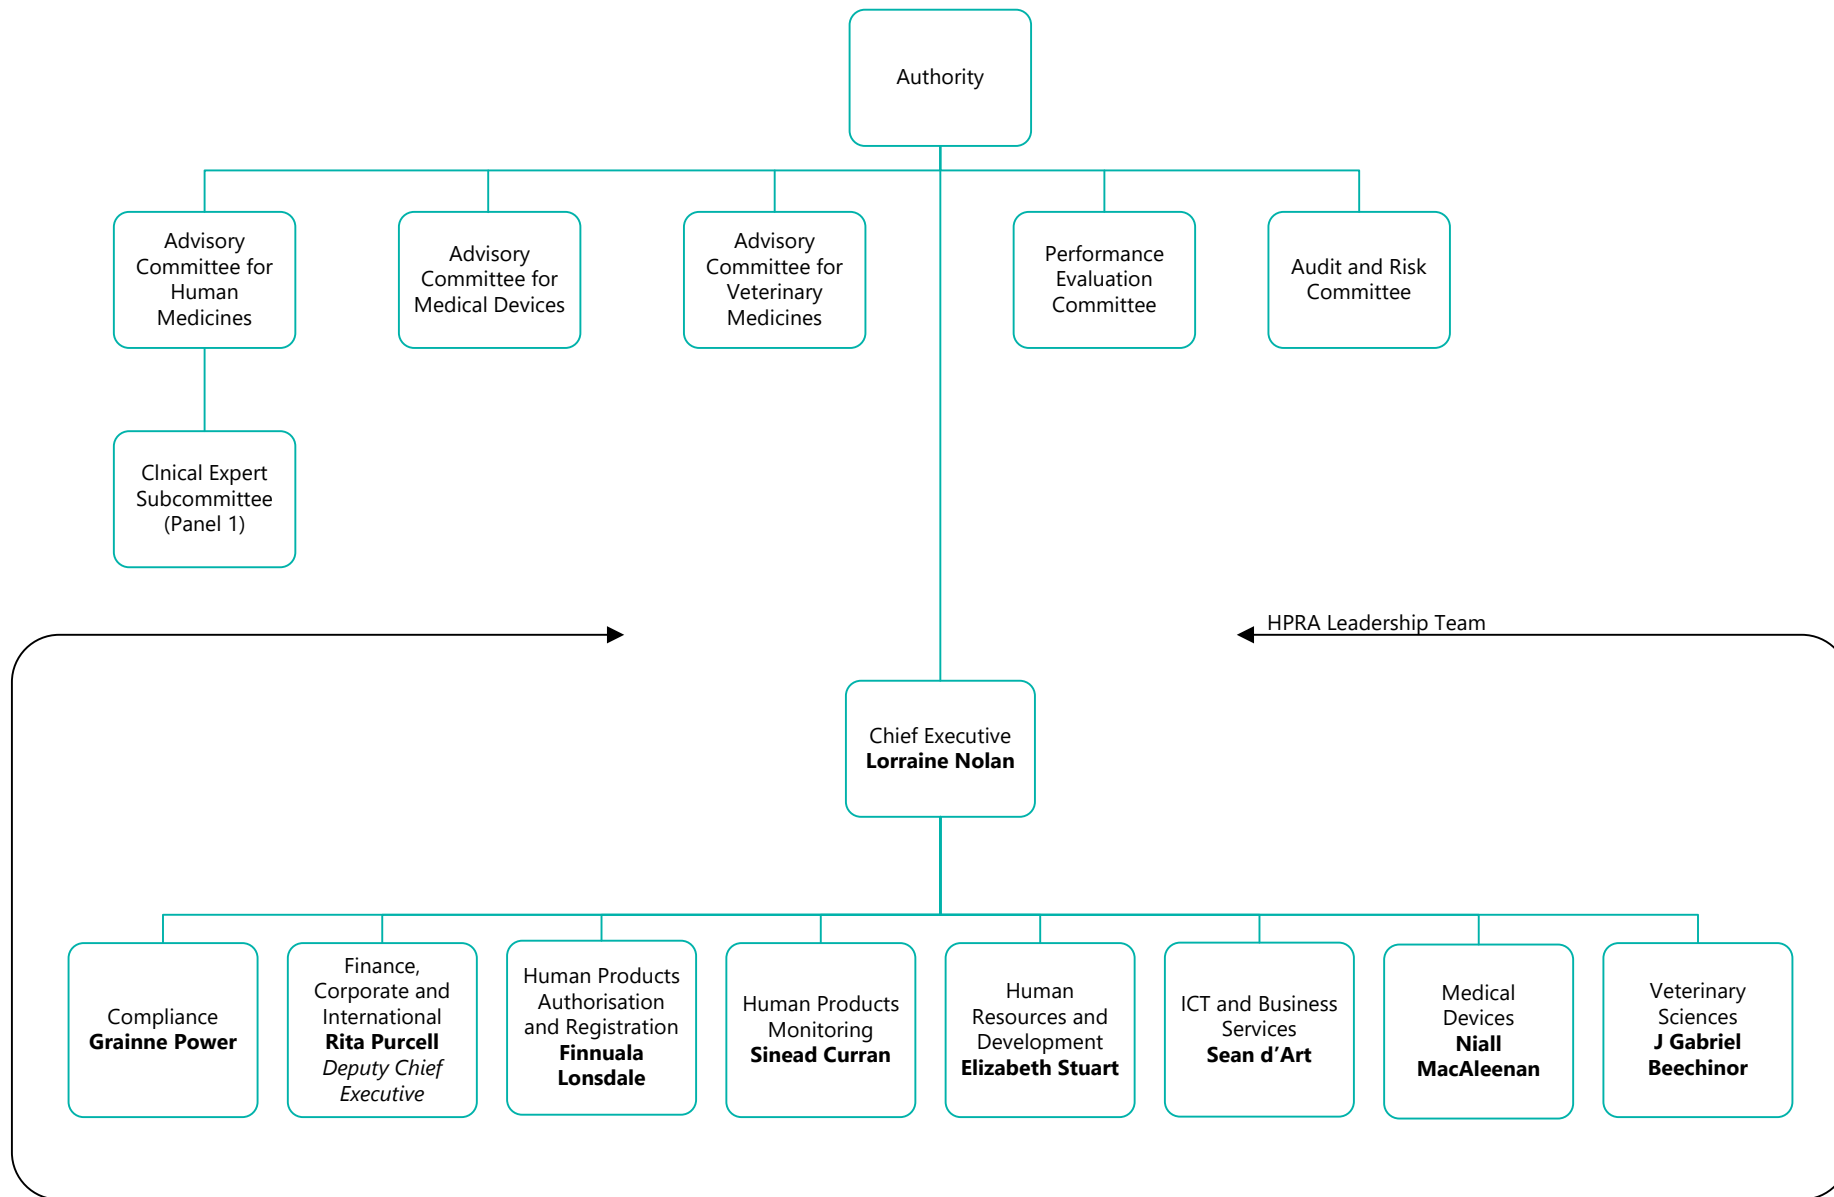 Authority
Advisory
Committee for
Human
Medicines
Advisory
Committee for
Medical Devices
Advisory
Committee for
Veterinary
Medicines
Performance
Evaluation
Committee
Audit and Risk
Committee
Clnical Expert
Subcommittee
(Panel 1)
HPRA Leadership Team
Chief Executive
Lorraine Nolan
Compliance
Grainne Power
Finance,
Corporate and
International
Rita Purcell
Deputy Chief
Executive
Human Products
Authorisation
and Registration
Finnuala
Lonsdale
Human Products
Monitoring
Sinead Curran
Human
Resources and
Development
Elizabeth Stuart
ICT and Business
Services
Sean d’Art
Medical
Devices
Niall
MacAleenan
Veterinary
Sciences
J Gabriel
Beechinor